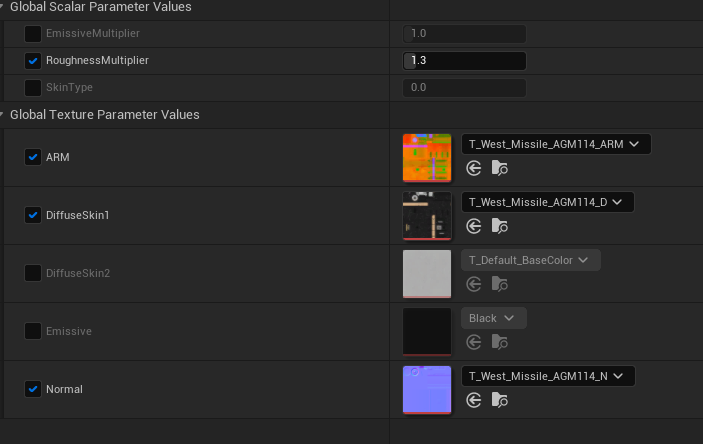 Global Scalar Parameter Values
EmissiveMultiplier 1.0
RoughnessMultiplier 1.3
SkinType 0.0
Global Texture Parameter Values
ARM T_West_Missile_AGM114_ARM
DiffuseSkin1 T_West_Missile_AGM114_D
DiffuseSkin2 T_Default_BaseColor
Emissive Black
Normal T_West_Missile_AGM114_N